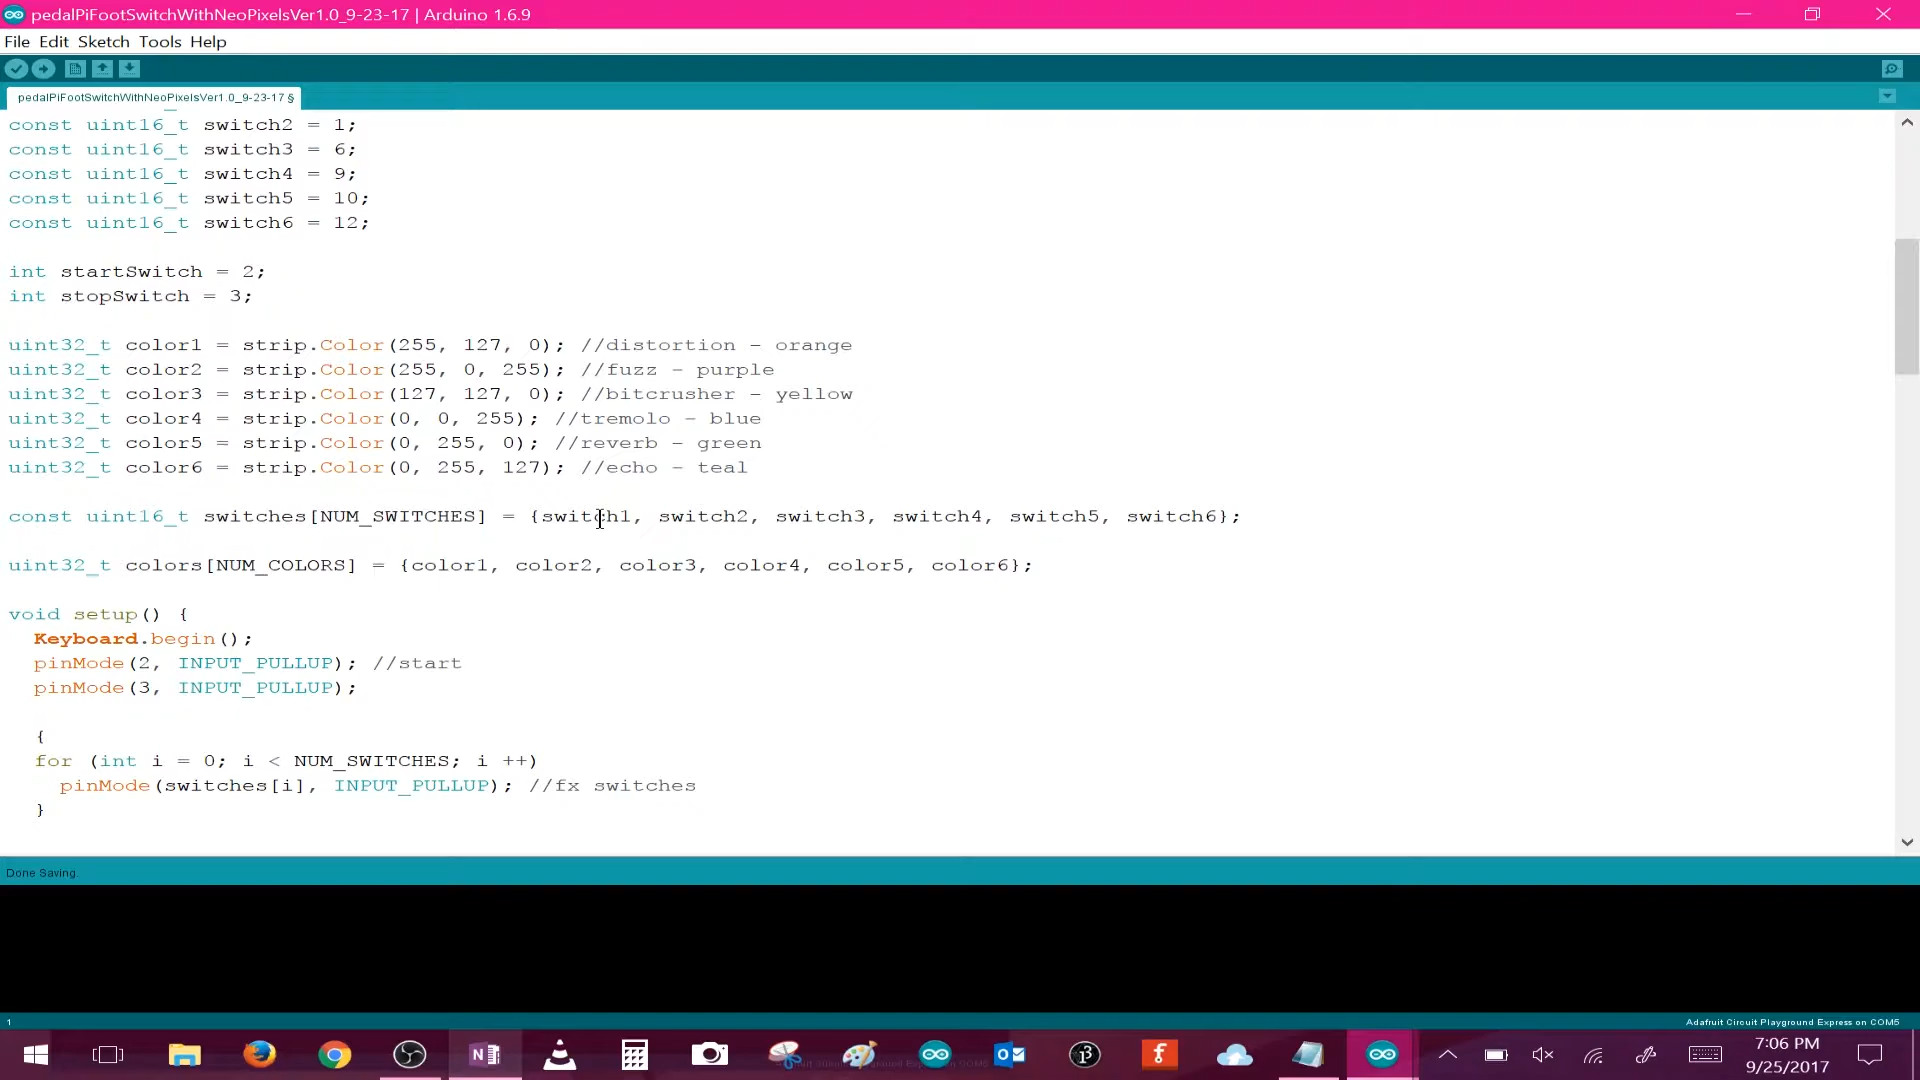 pedalPiFootSwitchWithNeoPixelsVer1.0_9-23-17 | Arduino 1.6.9
File Edit Sketch Tools Help
pedalPiFootSwitchWithNeoPixelsVer1.0_9-23-17 §
const uint16_t switch2 = 1;
const uint16_t switch3 = 6;
const uint16_t switch4 = 9;
const uint16_t switch5 = 10;
const uint16_t switch6 = 12;
int startSwitch = 2;
int stopSwitch = 3;
uint32_t color1 = strip.Color(255, 127, 0); //distortion - orange
uint32_t color2 = strip.Color(255, 0, 255); //fuzz - purple
uint32_t color3 = strip.Color(127, 127, 0); //bitcrusher - yellow
uint32_t color4 = strip.Color(0, 0, 255); //tremolo - blue
uint32_t color5 = strip.Color(0, 255, 0); //reverb - green
uint32_t color6 = strip.Color(0, 255, 127); //echo - teal
const uint16_t switches[NUM_SWITCHES] = {switch1, switch2, switch3, switch4, switch5, switch6};
uint32_t colors[NUM_COLORS] = {color1, color2, color3, color4, color5, color6};
void setup() {
Keyboard.begin();
pinMode(2, INPUT_PULLUP); //start
pinMode(3, INPUT_PULLUP);
{
for (int i = 0; i < NUM_SWITCHES; i ++)
pinMode(switches[i], INPUT_PULLUP); //fx switches
}
Done Saving.
1
Adafruit Circuit Playground Express on COM5
7:06 PM
9/25/2017